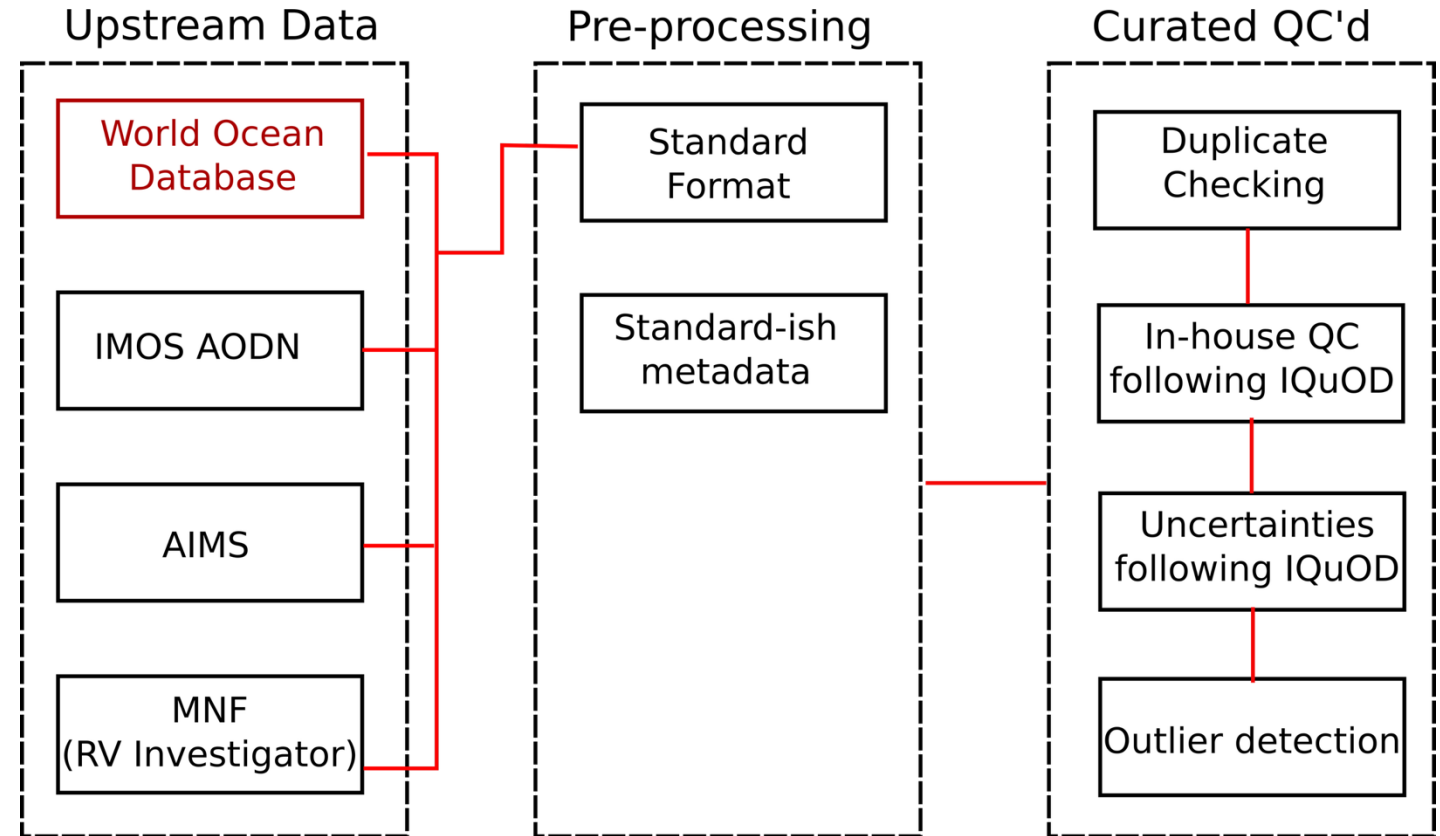 Upstream Data
World Ocean
Database
IMOS AODN
AIMS
MNF
(RV Investigator)
Pre-processing
Standard
Format
Standard-ish
metadata
Curated QC'd
Duplicate
Checking
In-house QC
following IQuOD
Uncertainties
following IQuOD
Outlier detection